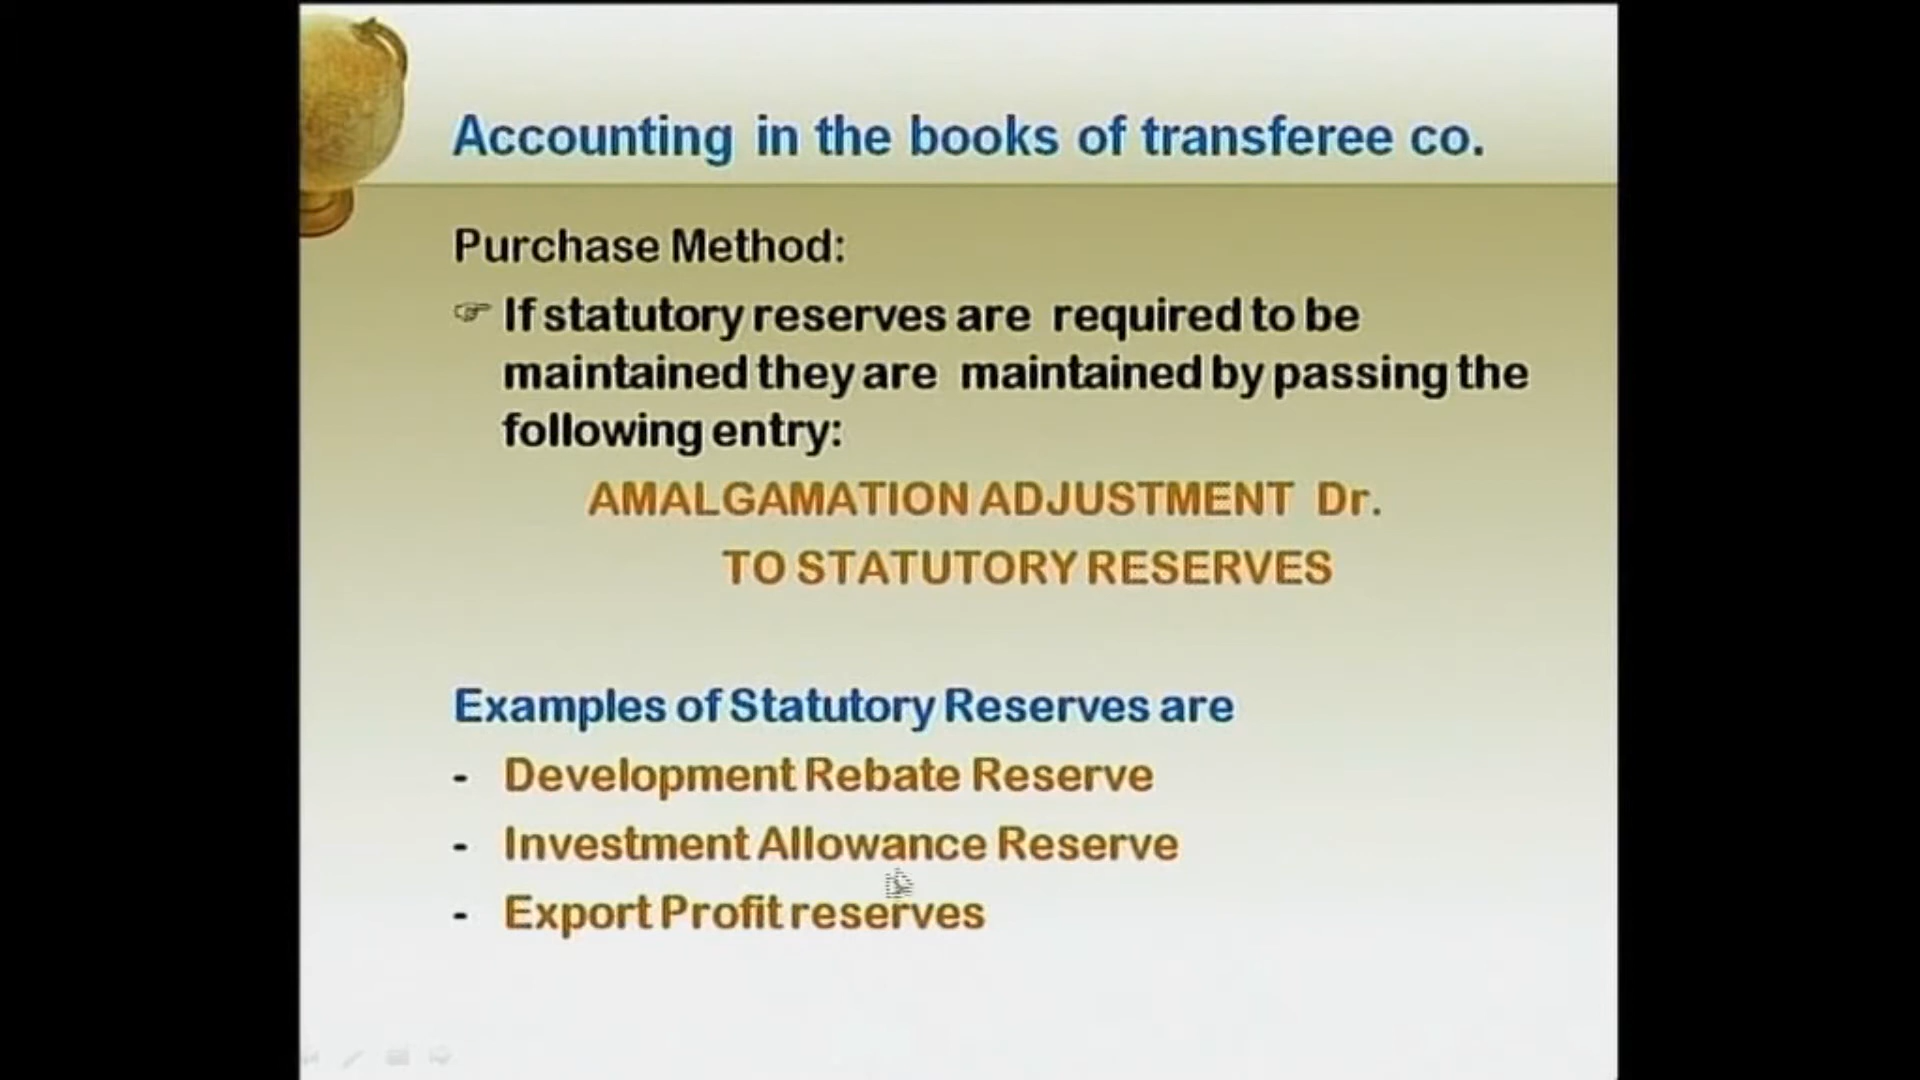 Accounting in the books of transferee co.
Purchase Method:
☞ If statutory reserves are required to be
maintained they are maintained by passing the
following entry:
AMALGAMATION ADJUSTMENT Dr.
TO STATUTORY RESERVES
Examples of Statutory Reserves are
- Development Rebate Reserve
- Investment Allowance Reserve
- Export Profit reserves